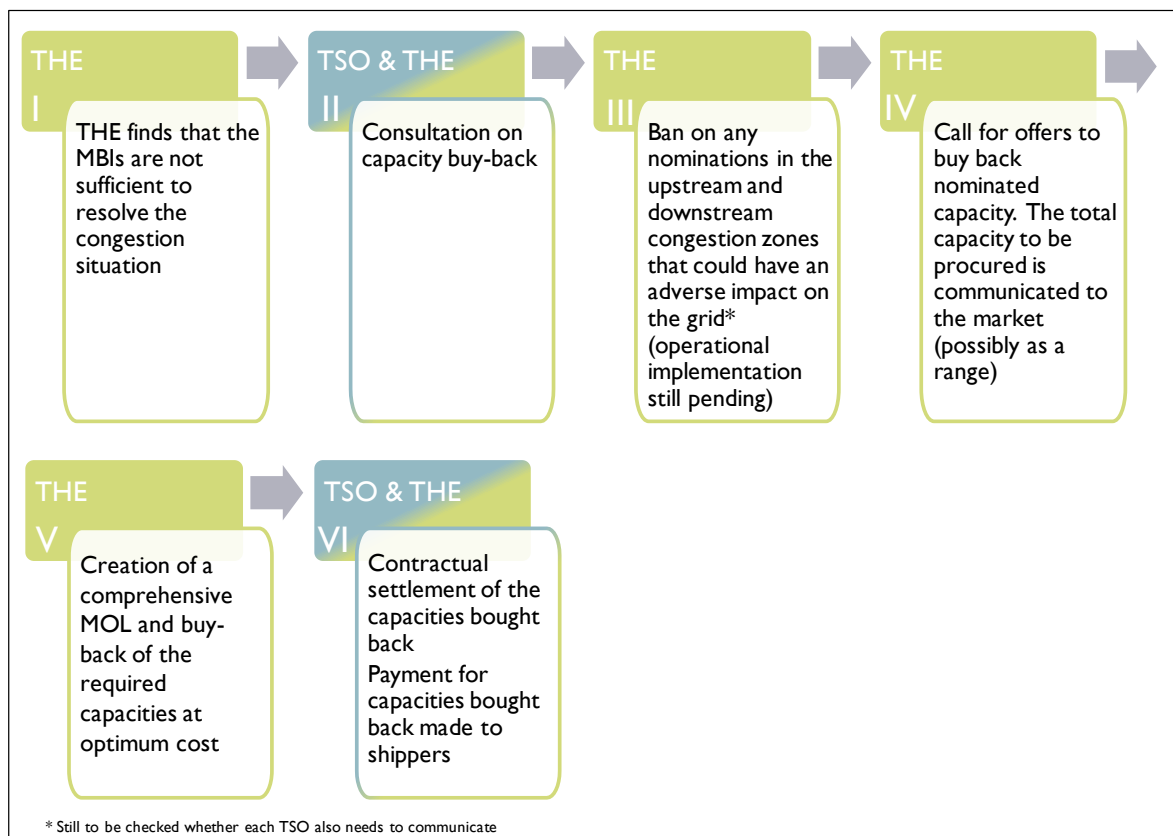 THE
I
THE finds that the
MBIs are not
sufficient to
resolve the
congestion
situation
TSO & THE
II
Consultation on
capacity buy-back
THE
III
Ban on any
nominations in the
upstream and
downstream
congestion zones
that could have an
adverse impact on
the grid*
(operational
implementation
still pending)
THE
IV
Call for offers to
buy back
nominated
capacity. The total
capacity to be
procured is
communicated to
the market
(possibly as a
range)
THE
V
Creation of a
comprehensive
MOL and buy-
back of the
required
capacities at
optimum cost
TSO & THE
VI
Contractual
settlement of the
capacities bought
back
Payment for
capacities bought
back made to
shippers
* Still to be checked whether each TSO also needs to communicate